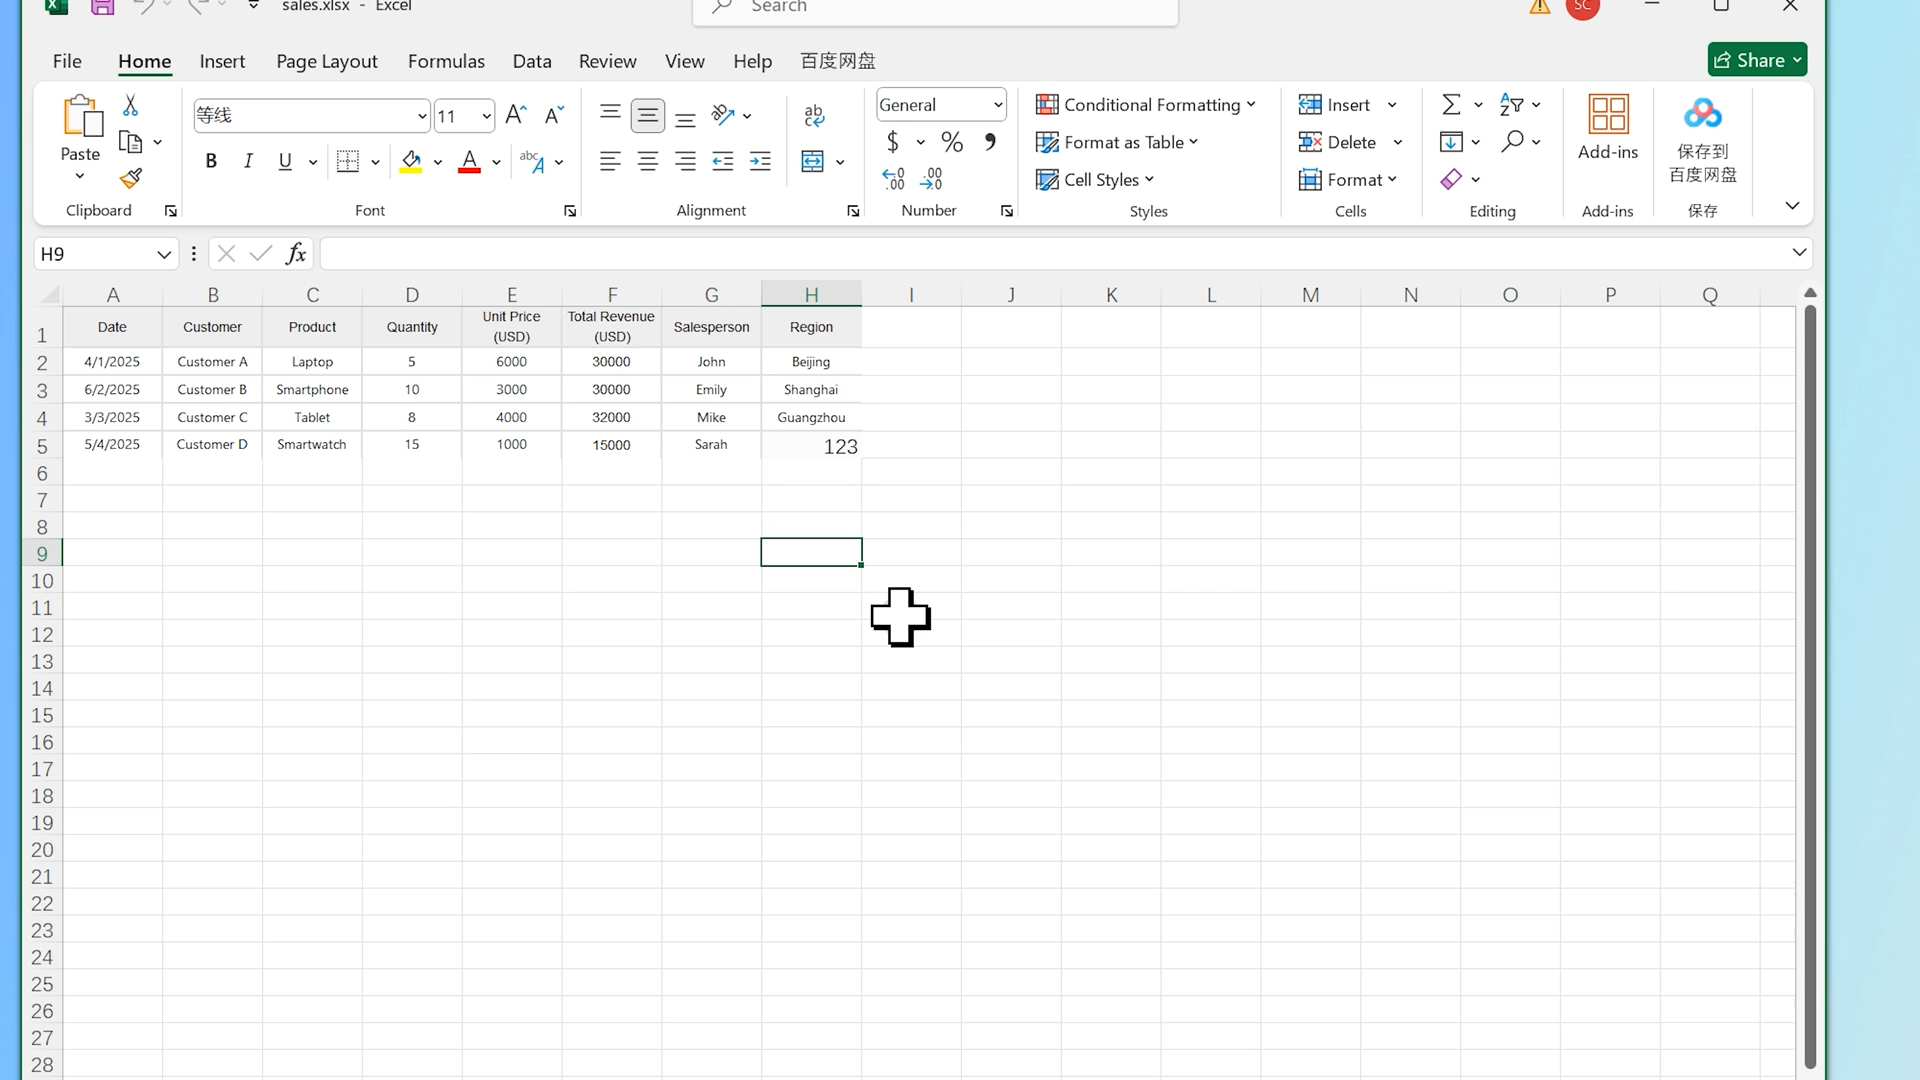 sales.xlsx - Excel
Search
SC
File Home Insert Page Layout Formulas Data Review View Help 百度网盘
Share
Paste
Clipboard
等线 11
B I U
Font
ab
Alignment
General
$ % 9
Number
Conditional Formatting
Format as Table
Cell Styles
Styles
Insert
Delete
Format
Cells
Editing
Add-ins
Add-ins
保存到
百度网盘
保存
H9
fx
A B C D E F G H I J K L M N O P Q
1 Date Customer Product Quantity Unit Price (USD) Total Revenue (USD) Salesperson Region
2 4/1/2025 Customer A Laptop 5 6000 30000 John Beijing
3 6/2/2025 Customer B Smartphone 10 3000 30000 Emily Shanghai
4 3/3/2025 Customer C Tablet 8 4000 32000 Mike Guangzhou
5 5/4/2025 Customer D Smartwatch 15 1000 15000 Sarah 123
6
7
8
9
10
11
12
13
14
15
16
17
18
19
20
21
22
23
24
25
26
27
28